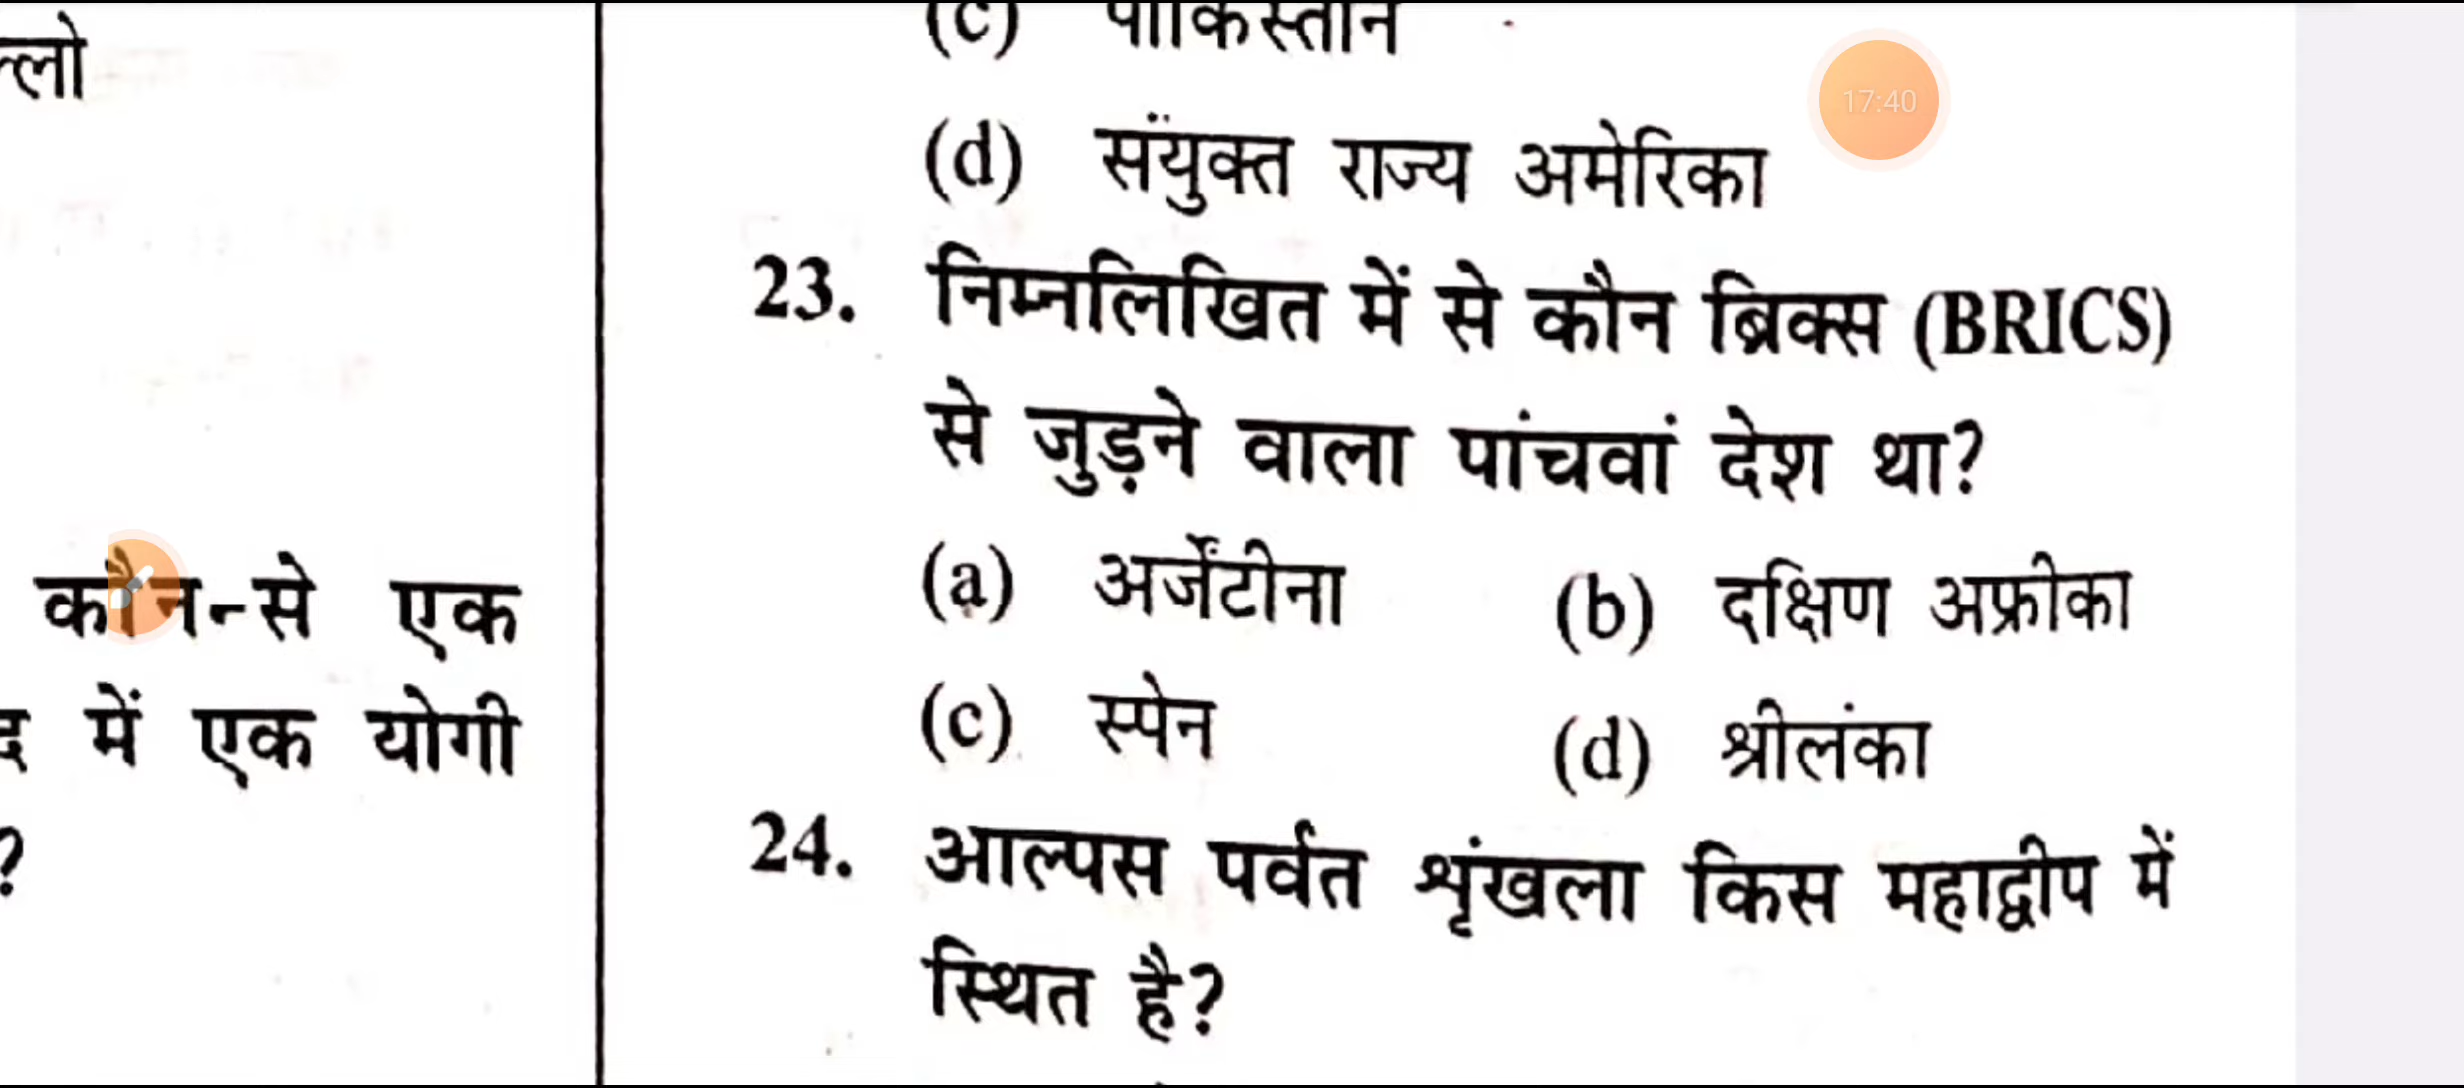 ल्लो
कौन-से एक
में एक योगी
?
(c) पाकिस्तान
(d) संयुक्त राज्य अमेरिका
23. निम्नलिखित में से कौन ब्रिक्स (BRICS)
से जुड़ने वाला पांचवां देश था?
(a) अर्जेंटीना (b) दक्षिण अफ्रीका
(c) स्पेन (d) श्रीलंका
24. आल्पस पर्वत श्रृंखला किस महाद्वीप में
स्थित है?
17:40